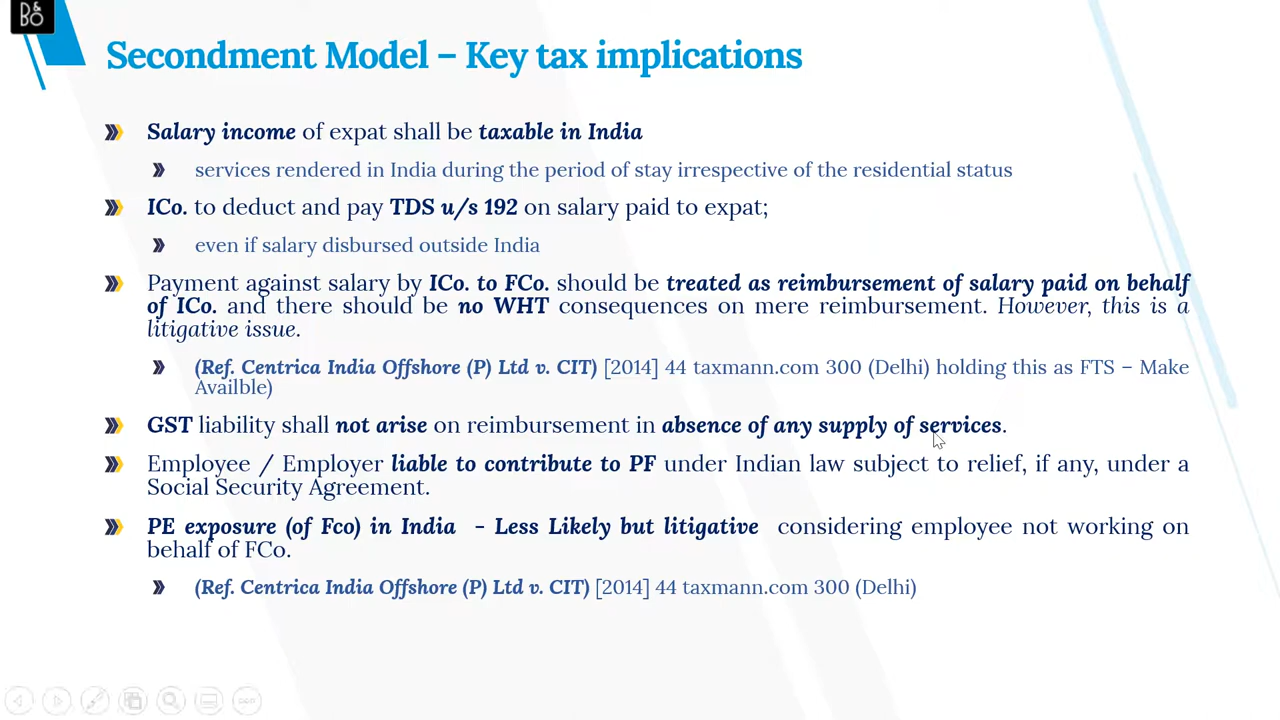 B&BO
Secondment Model – Key tax implications
Salary income of expat shall be taxable in India
services rendered in India during the period of stay irrespective of the residential status
ICo. to deduct and pay TDS u/s 192 on salary paid to expat;
even if salary disbursed outside India
Payment against salary by ICo. to FCo. should be treated as reimbursement of salary paid on behalf
of ICo. and there should be no WHT consequences on mere reimbursement. However, this is a
litigative issue.
(Ref. Centrica India Offshore (P) Ltd v. CIT) [2014] 44 taxmann.com 300 (Delhi) holding this as FTS – Make
Availble)
GST liability shall not arise on reimbursement in absence of any supply of services.
Employee / Employer liable to contribute to PF under Indian law subject to relief, if any, under a
Social Security Agreement.
PE exposure (of Fco) in India - Less Likely but litigative considering employee not working on
behalf of FCo.
(Ref. Centrica India Offshore (P) Ltd v. CIT) [2014] 44 taxmann.com 300 (Delhi)